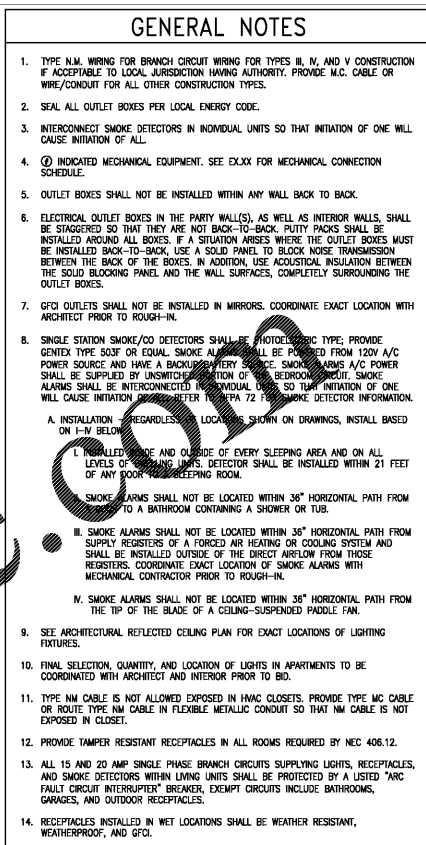 GENERAL NOTES
1. TYPE N.M. WIRING FOR BRANCH CIRCUIT WIRING FOR TYPES III, IV, AND V CONSTRUCTION
IF ACCEPTABLE TO LOCAL JURISDICTION HAVING AUTHORITY. PROVIDE M.C. CABLE OR
WIRE/CONDUIT FOR ALL OTHER CONSTRUCTION TYPES.
2. SEAL ALL OUTLET BOXES PER LOCAL ENERGY CODE.
3. INTERCONNECT SMOKE DETECTORS IN INDIVIDUAL UNITS SO THAT INITIATION OF ONE WILL
CAUSE INITIATION OF ALL.
4. INDICATED MECHANICAL EQUIPMENT. SEE EX.XX FOR MECHANICAL CONNECTION
SCHEDULE.
5. OUTLET BOXES SHALL NOT BE INSTALLED WITHIN ANY WALL BACK TO BACK.
6. ELECTRICAL OUTLET BOXES IN THE PARTY WALL(S), AS WELL AS INTERIOR WALLS, SHALL
BE STAGGERED SO THAT THEY ARE NOT BACK-TO-BACK. PUTTY PACKS SHALL BE
INSTALLED AROUND ALL BOXES. IF A SITUATION ARISES WHERE THE OUTLET BOXES MUST
BE INSTALLED BACK-TO-BACK, USE A SOLID PANEL TO BLOCK NOISE TRANSMISSION
BETWEEN THE BACK OF THE BOXES. IN ADDITION, USE ACOUSTICAL INSULATION BETWEEN
THE SOLID BLOCKING PANEL AND THE WALL SURFACES, COMPLETELY SURROUNDING THE
OUTLET BOXES.
7. GFCI OUTLETS SHALL NOT BE INSTALLED IN MIRRORS. COORDINATE EXACT LOCATION WITH
ARCHITECT PRIOR TO ROUGH-IN.
8. SINGLE STATION SMOKE/CO DETECTORS SHALL BE PHOTOELECTRIC TYPE; PROVIDE
GENTEX TYPE 503F OR EQUAL. SMOKE ALARMS SHALL BE POWERED FROM 120V A/C
POWER SOURCE AND HAVE A BACKUP BATTERY SOURCE. SMOKE ALARMS A/C POWER
SHALL BE SUPPLIED BY UNSWITCHED PORTION OF THE BEDROOM CIRCUIT. SMOKE
ALARMS SHALL BE INTERCONNECTED IN INDIVIDUAL UNITS SO THAT INITIATION OF ONE
WILL CAUSE INITIATION OF ALL. REFER TO NFPA 72 FOR SMOKE DETECTOR INFORMATION.
A. INSTALLATION - REGARDLESS OF LOCATIONS SHOWN ON DRAWINGS, INSTALL BASED
ON I-IV BELOW:
I. INSTALLED INSIDE AND OUTSIDE OF EVERY SLEEPING AREA AND ON ALL
LEVELS OF DWELLING UNITS. DETECTOR SHALL BE INSTALLED WITHIN 21 FEET
OF ANY DOOR TO A SLEEPING ROOM.
II. SMOKE ALARMS SHALL NOT BE LOCATED WITHIN 36" HORIZONTAL PATH FROM
A DOOR TO A BATHROOM CONTAINING A SHOWER OR TUB.
III. SMOKE ALARMS SHALL NOT BE LOCATED WITHIN 36" HORIZONTAL PATH FROM
SUPPLY REGISTERS OF A FORCED AIR HEATING OR COOLING SYSTEM AND
SHALL BE INSTALLED OUTSIDE OF THE DIRECT AIRFLOW FROM THOSE
REGISTERS. COORDINATE EXACT LOCATION OF SMOKE ALARMS WITH
MECHANICAL CONTRACTOR PRIOR TO ROUGH-IN.
IV. SMOKE ALARMS SHALL NOT BE LOCATED WITHIN 36" HORIZONTAL PATH FROM
THE TIP OF THE BLADE OF A CEILING-SUSPENDED PADDLE FAN.
9. SEE ARCHITECTURAL REFLECTED CEILING PLAN FOR EXACT LOCATIONS OF LIGHTING
FIXTURES.
10. FINAL SELECTION, QUANTITY, AND LOCATION OF LIGHTS IN APARTMENTS TO BE
COORDINATED WITH ARCHITECT AND INTERIOR PRIOR TO BID.
11. TYPE NM CABLE IS NOT ALLOWED EXPOSED IN HVAC CLOSETS. PROVIDE TYPE MC CABLE
OR ROUTE TYPE NM CABLE IN FLEXIBLE METALLIC CONDUIT SO THAT NM CABLE IS NOT
EXPOSED IN CLOSET.
12. PROVIDE TAMPER RESISTANT RECEPTACLES IN ALL ROOMS REQUIRED BY NEC 406.12.
13. ALL 15 AND 20 AMP SINGLE PHASE BRANCH CIRCUITS SUPPLYING LIGHTS, RECEPTACLES,
AND SMOKE DETECTORS WITHIN LIVING UNITS SHALL BE PROTECTED BY A LISTED "ARC
FAULT CIRCUIT INTERRUPTER" BREAKER, EXEMPT CIRCUITS INCLUDE BATHROOMS,
GARAGES, AND OUTDOOR RECEPTACLES.
14. RECEPTACLES INSTALLED IN WET LOCATIONS SHALL BE WEATHER RESISTANT,
WEATHERPROOF, AND GFCI.
.com